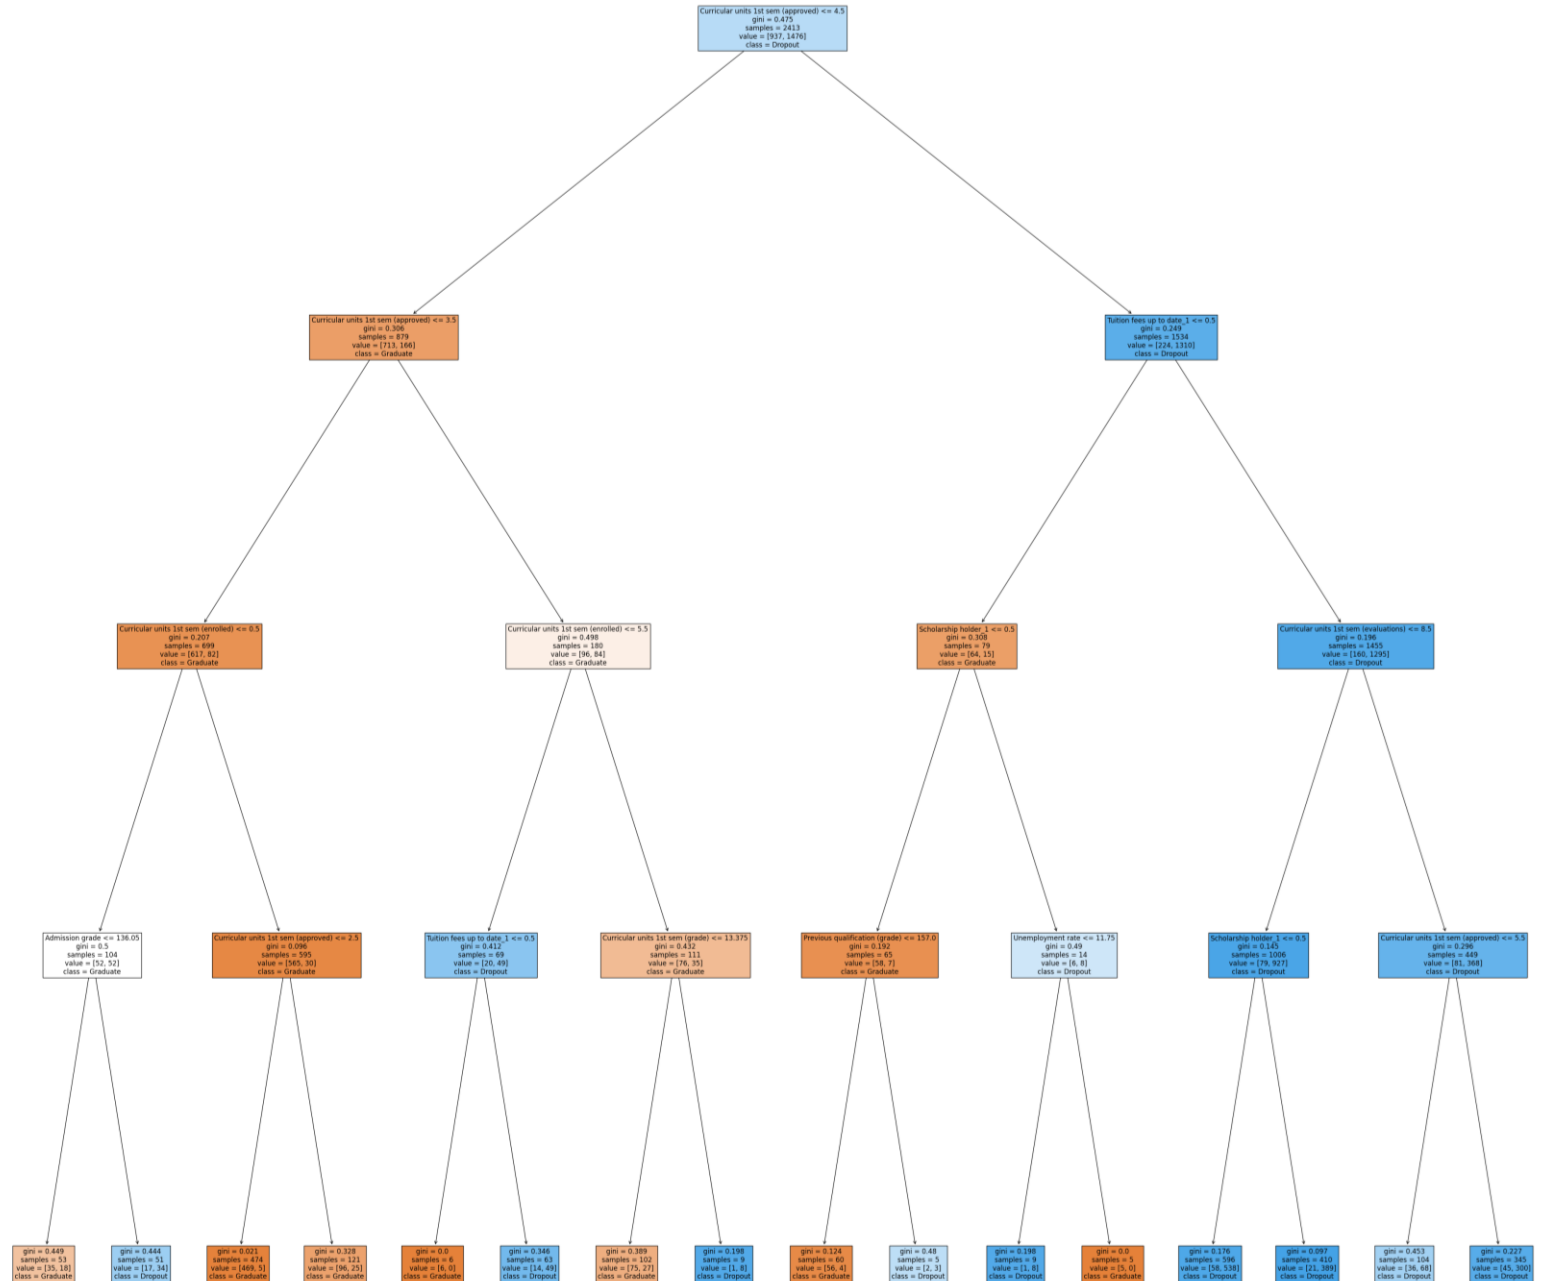 Curricular units 1st sem (approved) <= 4.5
gini = 0.475
samples = 2413
value = [937, 1476]
class = Dropout
Curricular units 1st sem (approved) <= 3.5
gini = 0.306
samples = 879
value = [713, 166]
class = Graduate
Tuition fees up to date_1 <= 0.5
gini = 0.249
samples = 1534
value = [224, 1310]
class = Dropout
Curricular units 1st sem (enrolled) <= 0.5
gini = 0.207
samples = 699
value = [617, 82]
class = Graduate
Curricular units 1st sem (enrolled) <= 5.5
gini = 0.498
samples = 180
value = [96, 84]
class = Graduate
Scholarship holder_1 <= 0.5
gini = 0.308
samples = 79
value = [64, 15]
class = Graduate
Curricular units 1st sem (evaluations) <= 8.5
gini = 0.196
samples = 1455
value = [160, 1295]
class = Dropout
Admission grade <= 136.05
gini = 0.5
samples = 104
value = [52, 52]
class = Graduate
Curricular units 1st sem (approved) <= 2.5
gini = 0.096
samples = 595
value = [565, 30]
class = Graduate
Tuition fees up to date_1 <= 0.5
gini = 0.412
samples = 69
value = [20, 49]
class = Dropout
Curricular units 1st sem (grade) <= 13.375
gini = 0.432
samples = 111
value = [76, 35]
class = Graduate
Previous qualification (grade) <= 157.0
gini = 0.192
samples = 65
value = [58, 7]
class = Graduate
Unemployment rate <= 11.75
gini = 0.49
samples = 14
value = [6, 8]
class = Dropout
Scholarship holder_1 <= 0.5
gini = 0.145
samples = 1006
value = [79, 927]
class = Dropout
Curricular units 1st sem (approved) <= 5.5
gini = 0.296
samples = 449
value = [81, 368]
class = Dropout
gini = 0.449
samples = 53
value = [35, 18]
class = Graduate
gini = 0.444
samples = 51
value = [17, 34]
class = Dropout
gini = 0.021
samples = 474
value = [469, 5]
class = Graduate
gini = 0.328
samples = 121
value = [96, 25]
class = Graduate
gini = 0.0
samples = 6
value = [6, 0]
class = Graduate
gini = 0.346
samples = 63
value = [14, 49]
class = Dropout
gini = 0.389
samples = 102
value = [75, 27]
class = Graduate
gini = 0.198
samples = 9
value = [1, 8]
class = Dropout
gini = 0.124
samples = 60
value = [56, 4]
class = Graduate
gini = 0.48
samples = 5
value = [2, 3]
class = Dropout
gini = 0.198
samples = 9
value = [1, 8]
class = Dropout
gini = 0.0
samples = 5
value = [5, 0]
class = Graduate
gini = 0.176
samples = 596
value = [58, 538]
class = Dropout
gini = 0.097
samples = 410
value = [21, 389]
class = Dropout
gini = 0.453
samples = 104
value = [36, 68]
class = Dropout
gini = 0.227
samples = 345
value = [45, 300]
class = Dropout